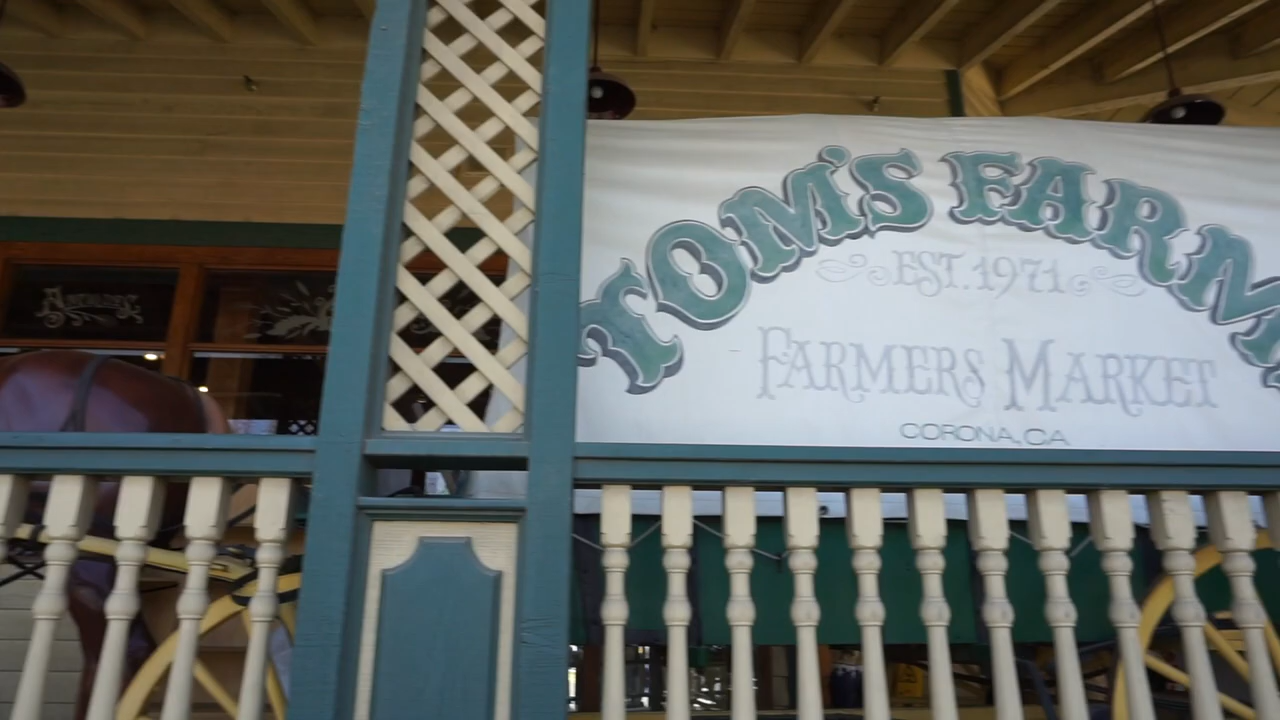 TOM'S FARM
EST. 1971
FARMERS MARKET
CORONA, CA